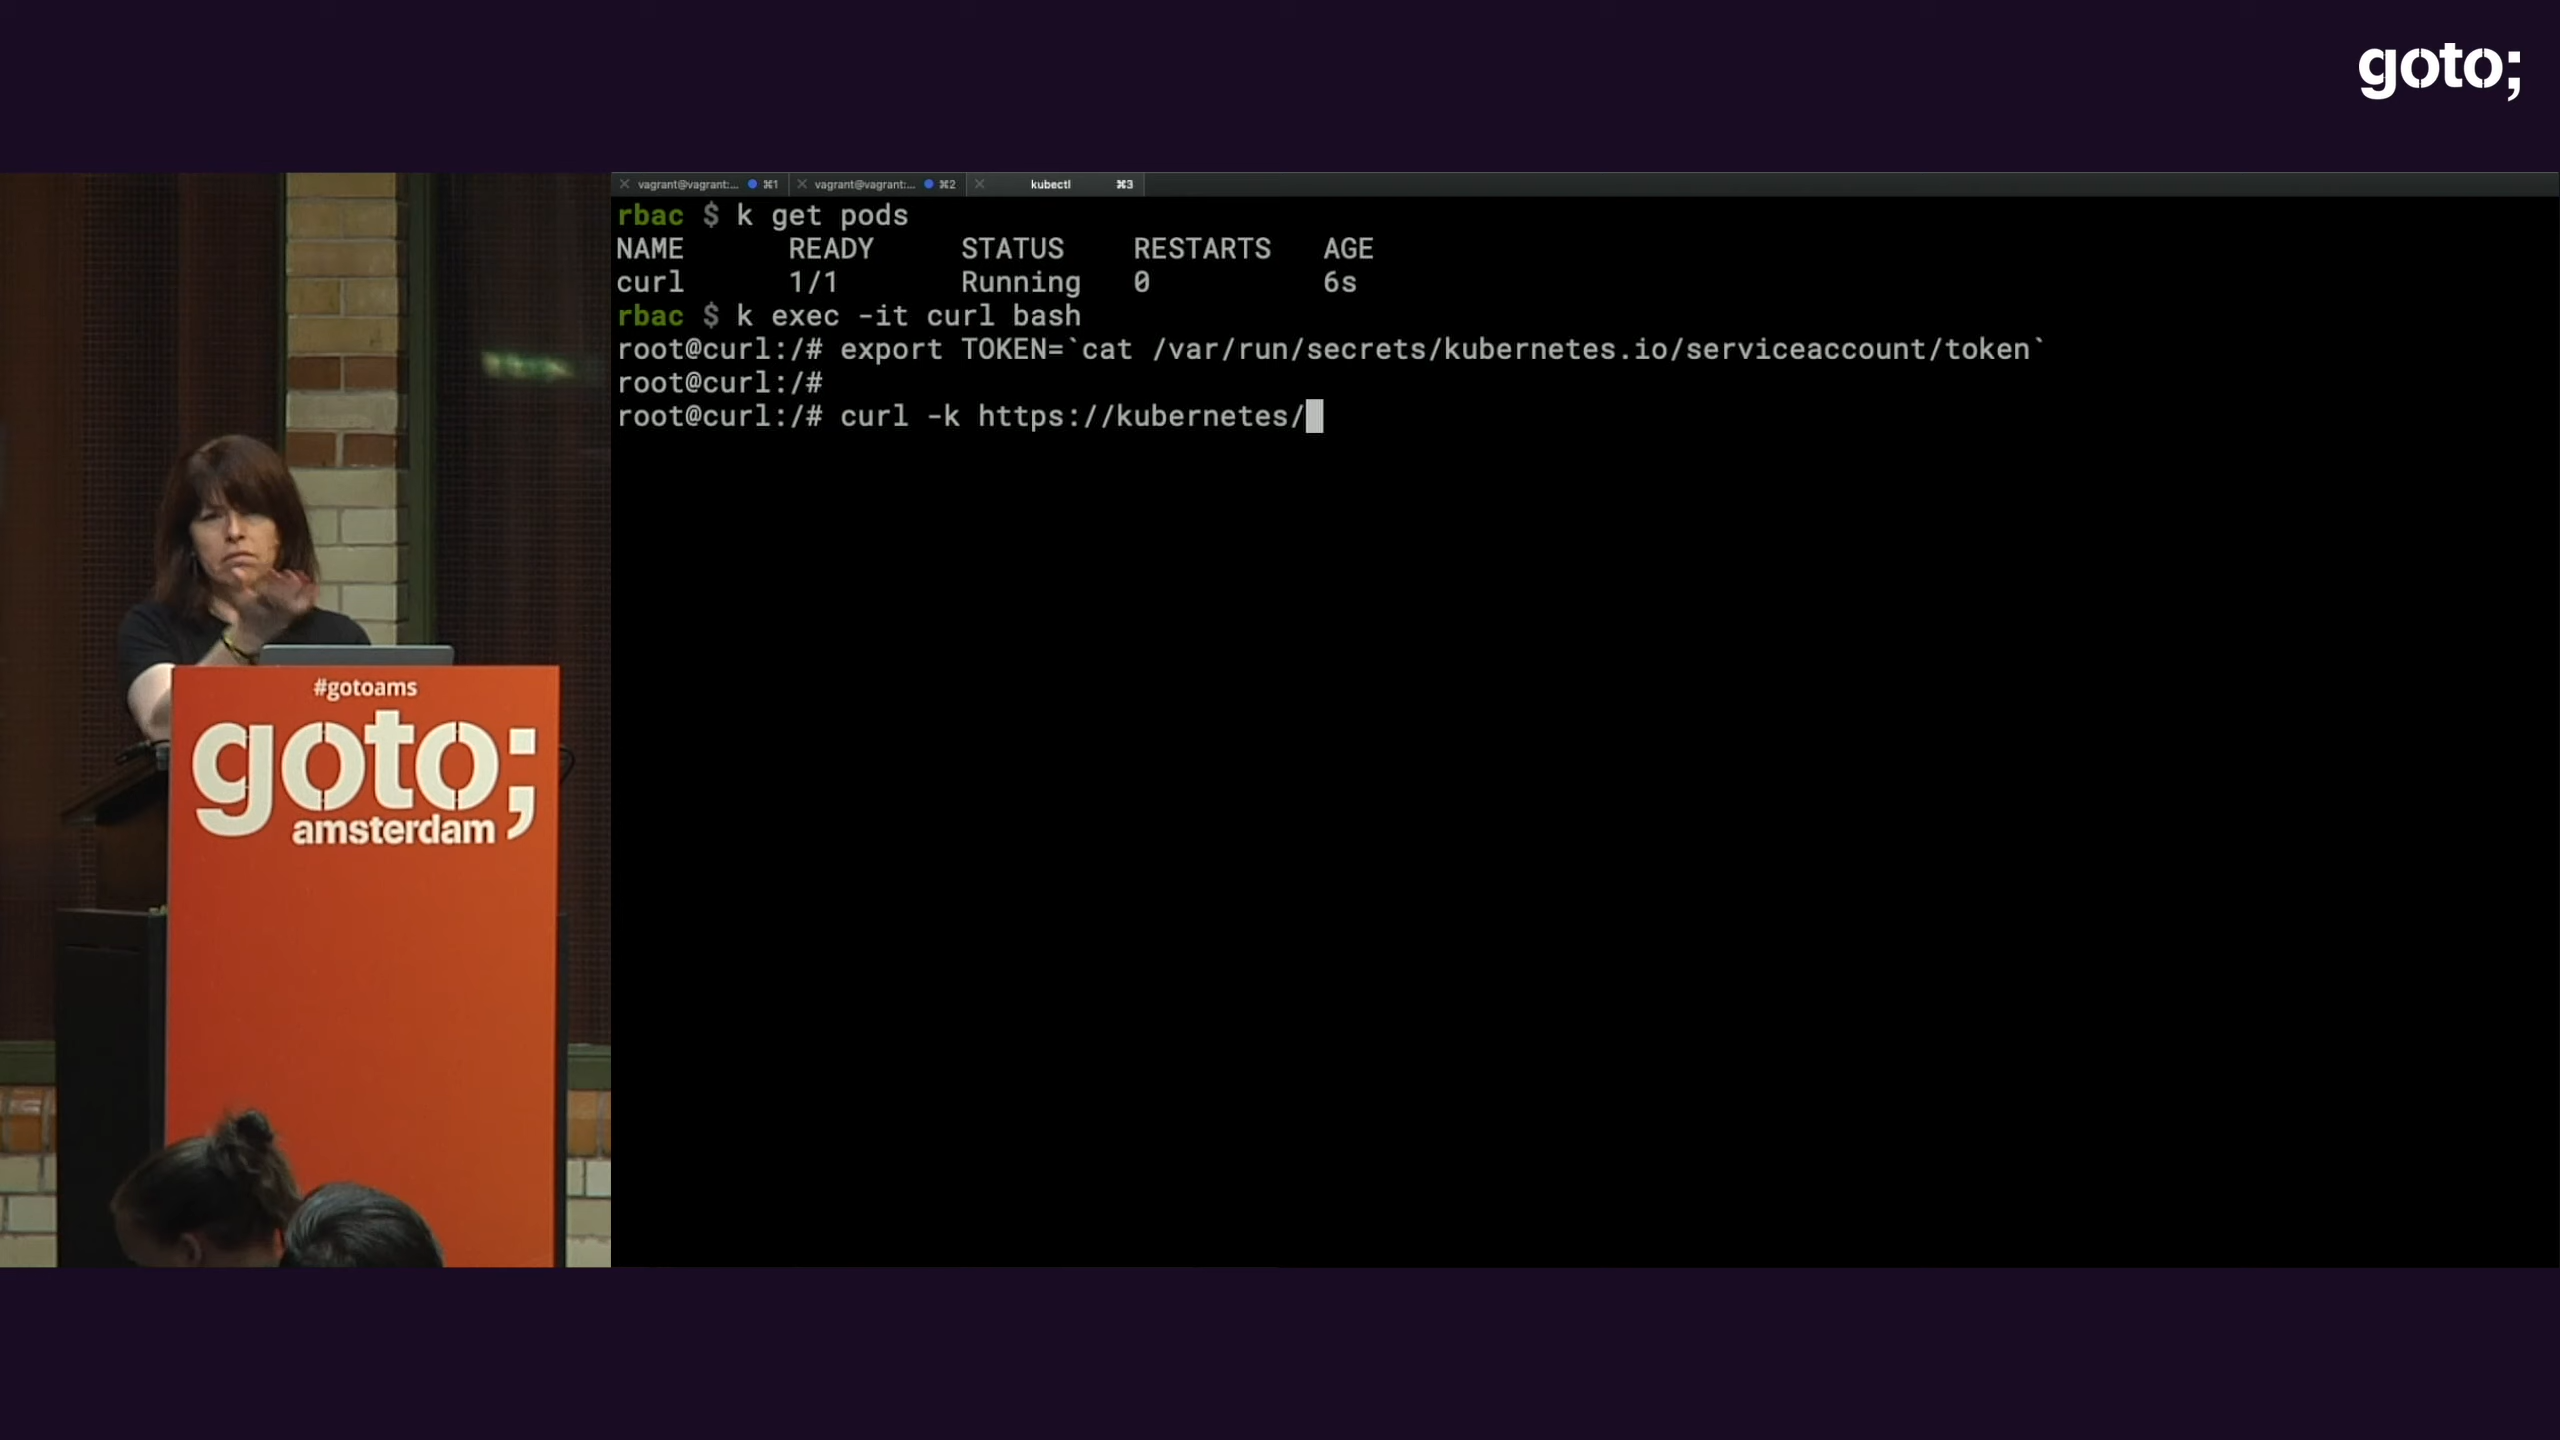 goto;
vagrant@vagrant:... ⌘1 vagrant@vagrant:... ⌘2 kubectl ⌘3
rbac $ k get pods
NAME READY STATUS RESTARTS AGE
curl 1/1 Running 0 6s
rbac $ k exec -it curl bash
root@curl:/# export TOKEN=`cat /var/run/secrets/kubernetes.io/serviceaccount/token`
root@curl:/#
root@curl:/# curl -k https://kubernetes/
#gotoams
goto;
amsterdam